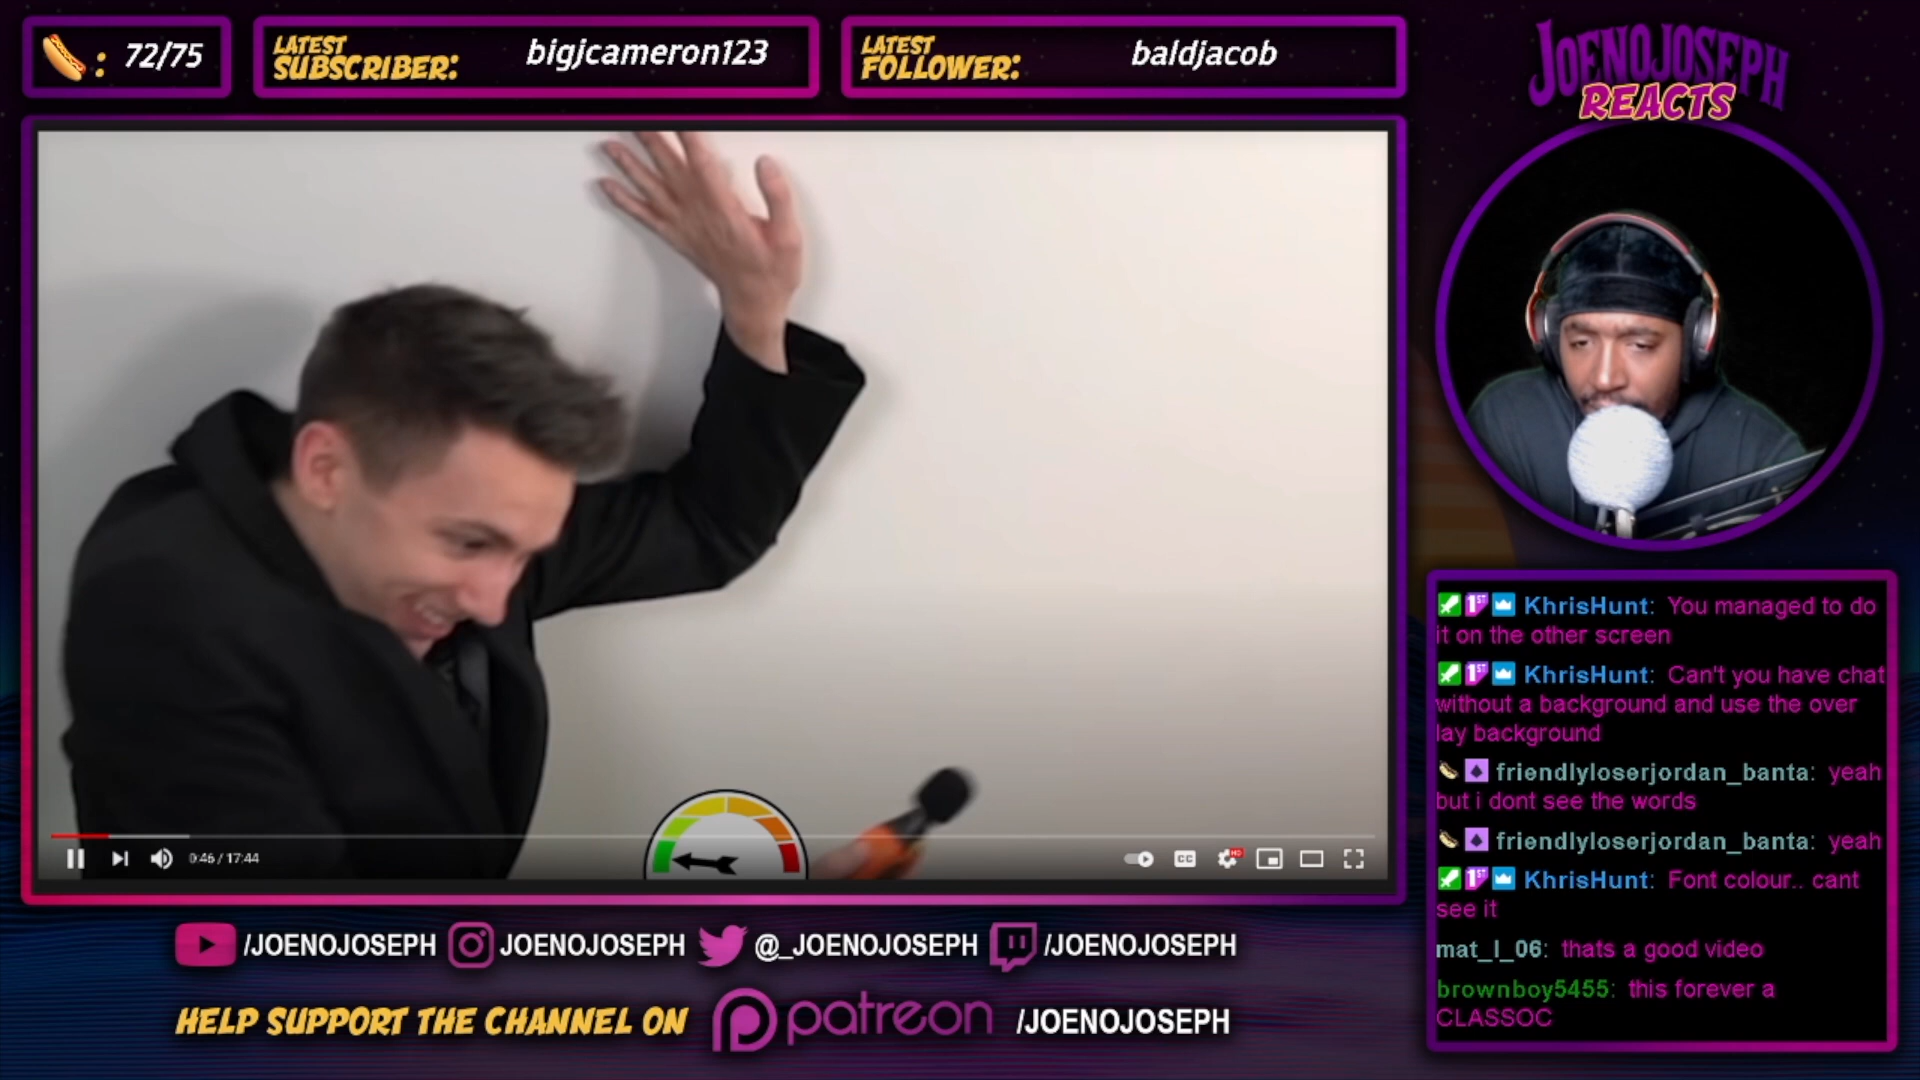 : 72/75
LATEST SUBSCRIBER: bigjcameron123
LATEST FOLLOWER: baldjacob
JOENOJOSEPH
REACTS
0:46 / 17:44
CC
HD
KhrisHunt: You managed to do
it on the other screen
KhrisHunt: Can't you have chat
without a background and use the over
lay background
friendlyloserjordan_banta: yeah
but i dont see the words
friendlyloserjordan_banta: yeah
KhrisHunt: Font colour.. cant
see it
mat_l_06: thats a good video
brownboy5455: this forever a
CLASSOC
/JOENOJOSEPH JOENOJOSEPH @_JOENOJOSEPH /JOENOJOSEPH
HELP SUPPORT THE CHANNEL ON patreon /JOENOJOSEPH